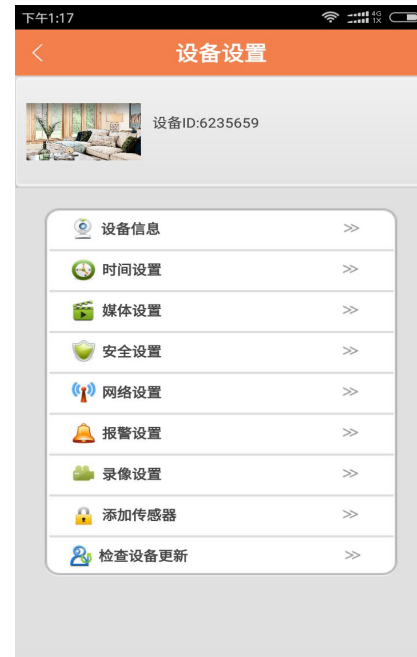 下午1:17
4G
1X
设备设置
设备ID:6235659
设备信息
时间设置
媒体设置
安全设置
网络设置
报警设置
录像设置
添加传感器
检查设备更新